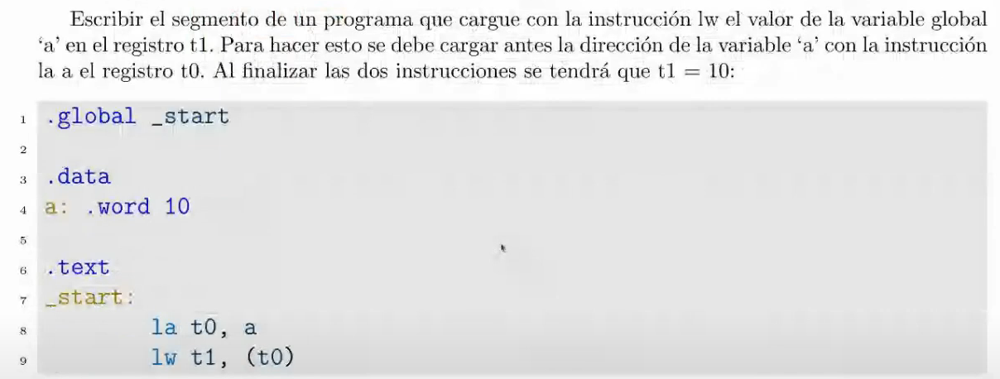 Escribir el segmento de un programa que cargue con la instrucción lw el valor de la variable global
‘a’ en el registro t1. Para hacer esto se debe cargar antes la dirección de la variable ‘a’ con la instrucción
la a el registro t0. Al finalizar las dos instrucciones se tendrá que t1 = 10:
1 .global _start
2
3 .data
4 a: .word 10
5
6 .text
7 _start:
8 la t0, a
9 lw t1, (t0)